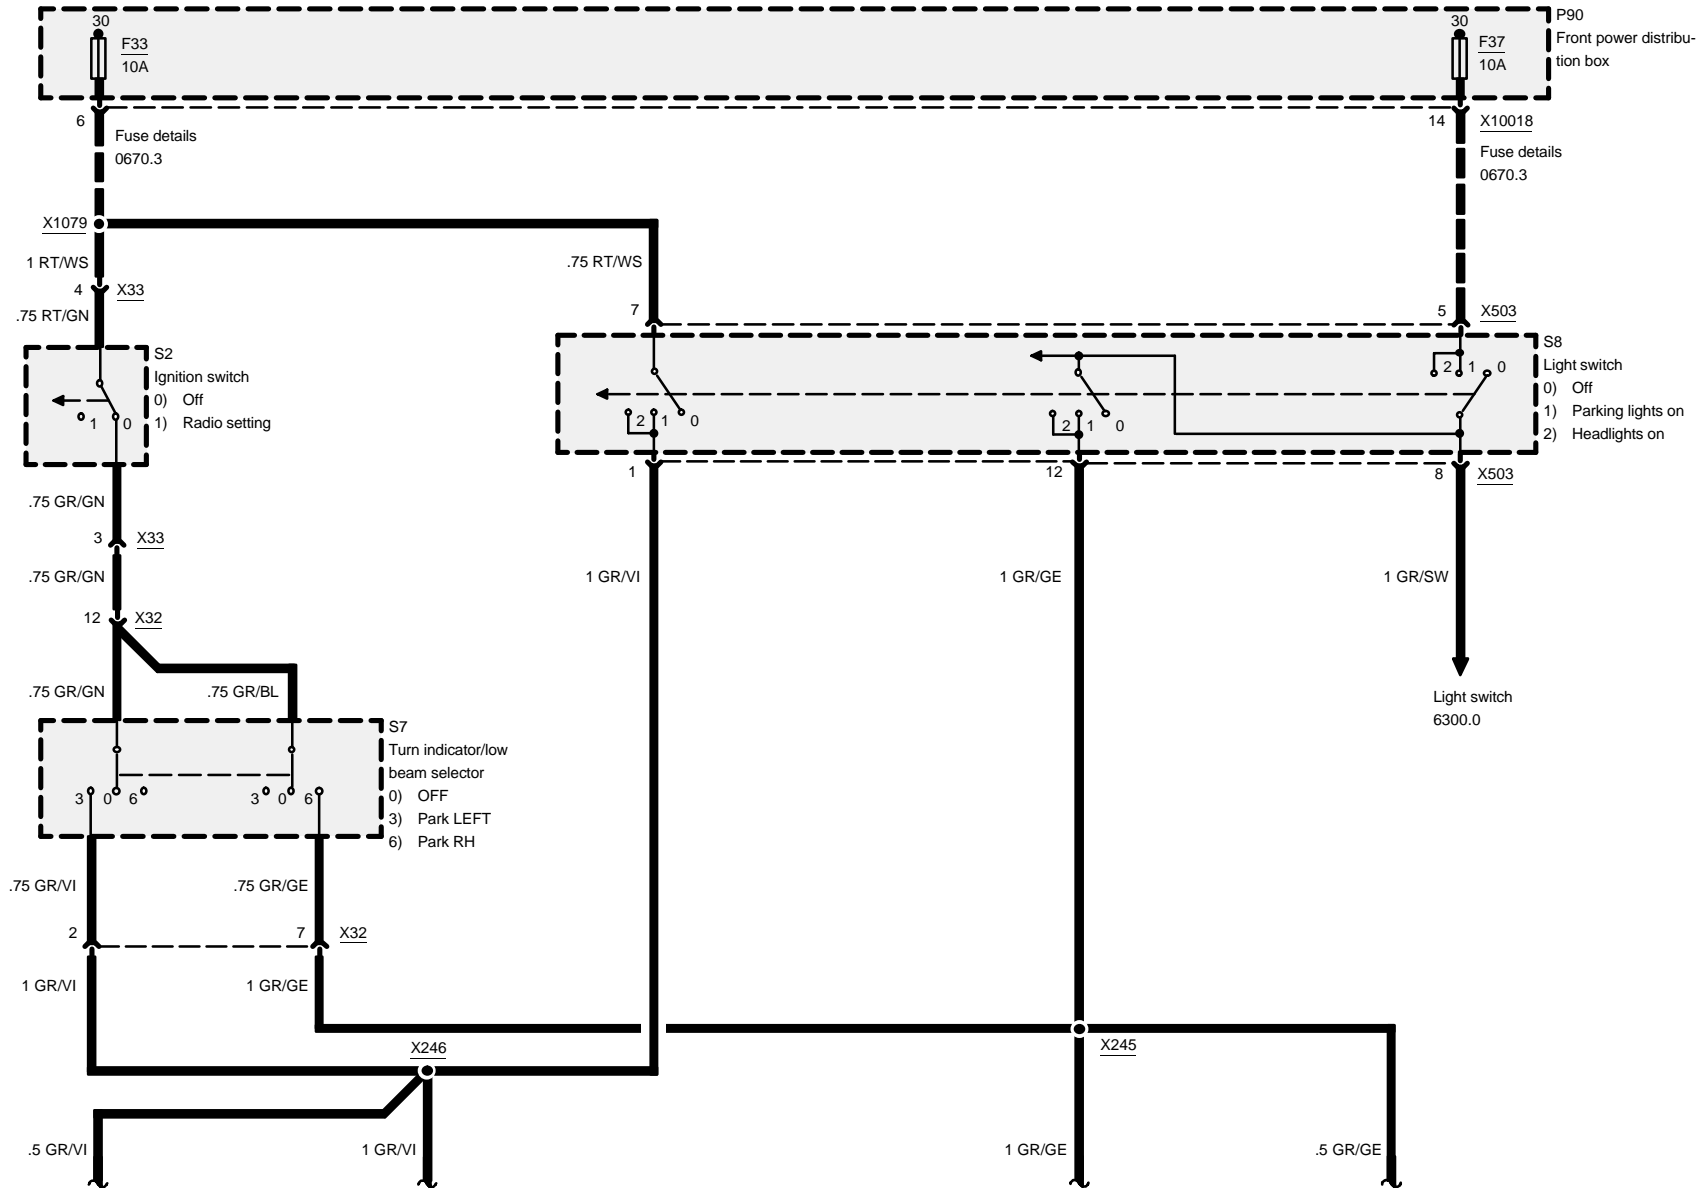 30
F33
10A
30
F37
10A
P90
Front power distribu-
tion box
6
Fuse details
0670.3
14
X10018
Fuse details
0670.3
X1079
1 RT/WS
.75 RT/WS
4
X33
.75 RT/GN
7
5
X503
S2
Ignition switch
0) Off
1) Radio setting
1
0
2
1
0
2
1
0
2
1
0
S8
Light switch
0) Off
1) Parking lights on
2) Headlights on
1
12
8
X503
.75 GR/GN
3
X33
.75 GR/GN
1 GR/VI
1 GR/GE
1 GR/SW
12
X32
.75 GR/GN
.75 GR/BL
Light switch
6300.0
S7
Turn indicator/low
beam selector
0) OFF
3) Park LEFT
6) Park RH
3
0
6
3
0
6
.75 GR/VI
.75 GR/GE
2
7
X32
1 GR/VI
1 GR/GE
X246
X245
.5 GR/VI
1 GR/VI
1 GR/GE
.5 GR/GE